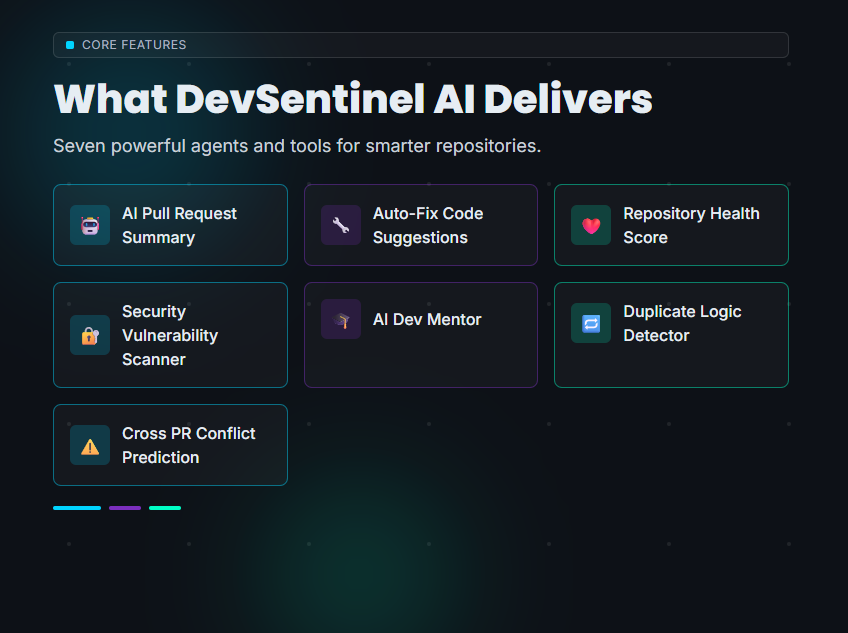 CORE FEATURES
What DevSentinel AI Delivers
Seven powerful agents and tools for smarter repositories.
AI Pull Request
Summary
Auto-Fix Code
Suggestions
Repository Health
Score
Security
Vulnerability
Scanner
AI Dev Mentor
Duplicate Logic
Detector
Cross PR Conflict
Prediction